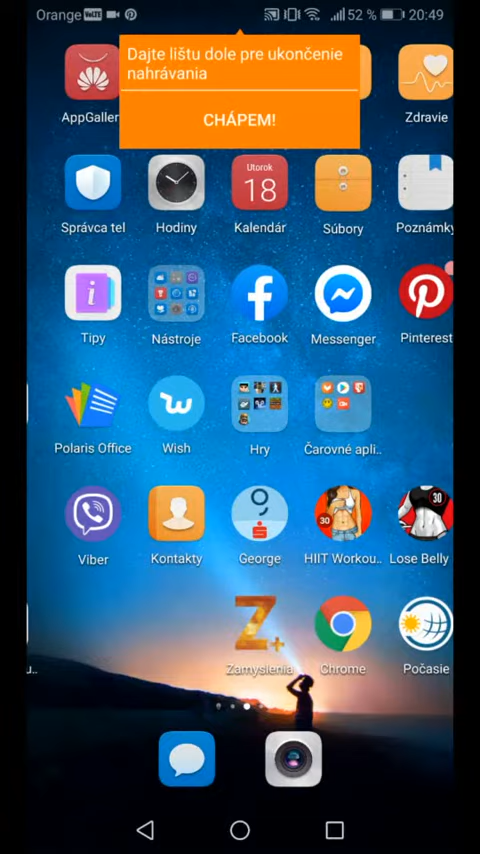 Orange VoLTE 52 % 20:49
Dajte lištu dole pre ukončenie
nahrávania
CHÁPEM!
AppGaller
Zdravie
Utorok
18
Správca tel
Hodiny
Kalendár
Súbory
Poznámky
Tipy
Nástroje
Facebook
Messenger
Pinterest
Polaris Office
Wish
Hry
Čarovné apli..
30
30
Viber
Kontakty
George
HIIT Workou..
Lose Belly
Z+
u..
Zamyslenia
Chrome
Počasie